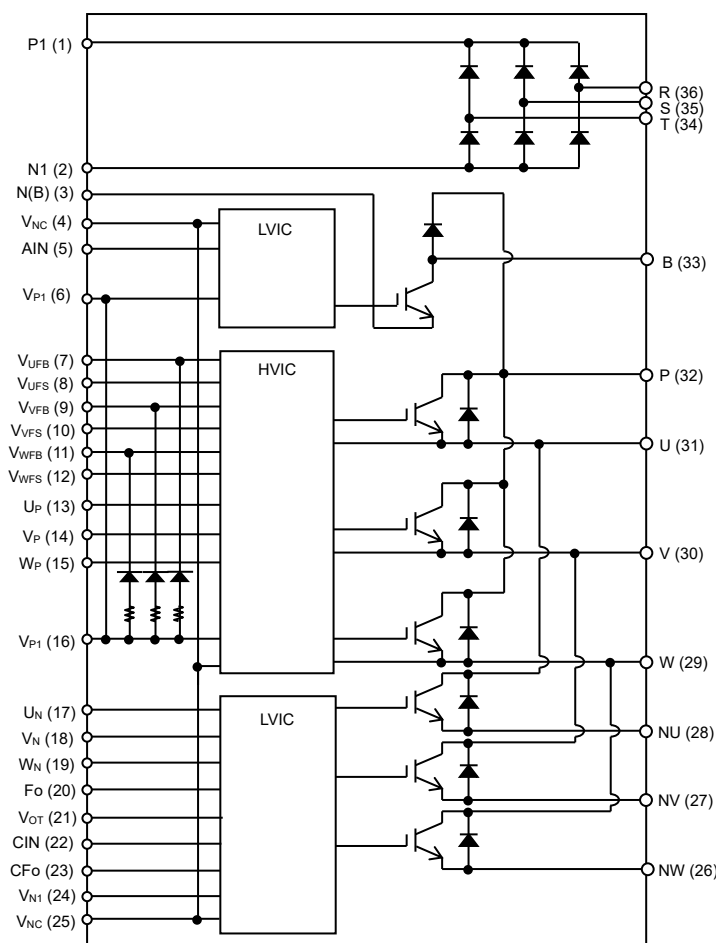 P1 (1)
N1 (2)
N(B) (3)
VNC (4)
AIN (5)
VP1 (6)
VUFB (7)
VUFS (8)
VVFB (9)
VVFS (10)
VWFB (11)
VWFS (12)
UP (13)
VP (14)
WP (15)
VP1 (16)
UN (17)
VN (18)
WN (19)
Fo (20)
VOT (21)
CIN (22)
CFo (23)
VN1 (24)
VNC (25)
LVIC
HVIC
LVIC
R (36)
S (35)
T (34)
B (33)
P (32)
U (31)
V (30)
W (29)
NU (28)
NV (27)
NW (26)